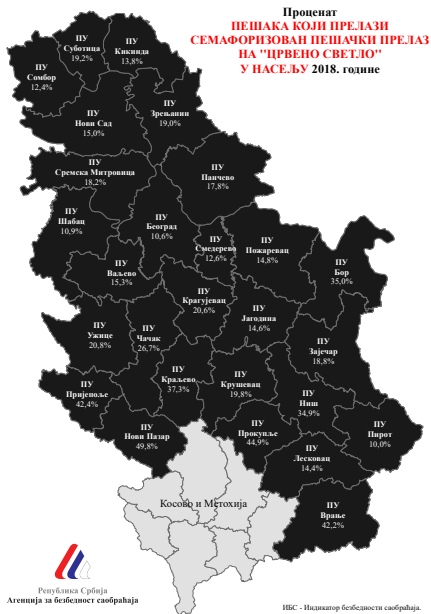 Проценат
ПЕШАКА КОЈИ ПРЕЛАЗИ
СЕМАФОРИЗОВАН ПЕШАЧКИ ПРЕЛАЗ
НА "ЦРВЕНО СВЕТЛО"
У НАСЕЉУ 2018. године
ПУ
Суботица
19,2%
ПУ
Кикинда
13,8%
ПУ
Сомбор
12,4%
ПУ
Зрењанин
19,0%
ПУ
Нови Сад
15,0%
ПУ
Сремска Митровица
18,2%
ПУ
Панчево
17,8%
ПУ
Шабац
10,9%
ПУ
Београд
10,6%
ПУ
Смедерево
12,6%
ПУ
Пожаревац
14,8%
ПУ
Бор
35,0%
ПУ
Ваљево
15,3%
ПУ
Крагујевац
20,6%
ПУ
Јагодина
14,6%
ПУ
Ужице
20,8%
ПУ
Чачак
26,7%
ПУ
Зајечар
18,8%
ПУ
Пријепоље
42,4%
ПУ
Краљево
37,3%
ПУ
Крушевац
19,8%
ПУ
Ниш
34,9%
ПУ
Нови Пазар
49,8%
ПУ
Прокупље
44,9%
ПУ
Пирот
10,0%
ПУ
Лесковац
14,4%
Косово и Метохија
ПУ
Врање
42,2%
Република Србија
Агенција за безбедност саобраћаја
ИБС - Индикатор безбедности саобраћаја.